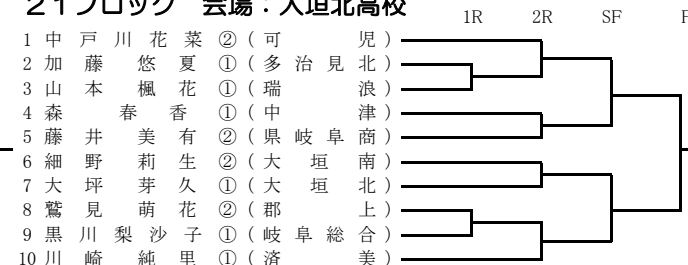 21ブロック 会場：大垣北高校
1R 2R SF F
1 中戸川花菜 ② (可児)
2 加藤悠夏 ① (多治見北)
3 山本楓花 ① (瑞浪)
4 森春香 ① (中津)
5 藤井美有 ② (県岐阜商)
6 細野莉生 ② (大垣南)
7 大坪芽久 ① (大垣北)
8 鷲見萌花 ② (郡上)
9 黒川梨沙子 ① (岐阜総合)
10 川崎純里 ① (済美)